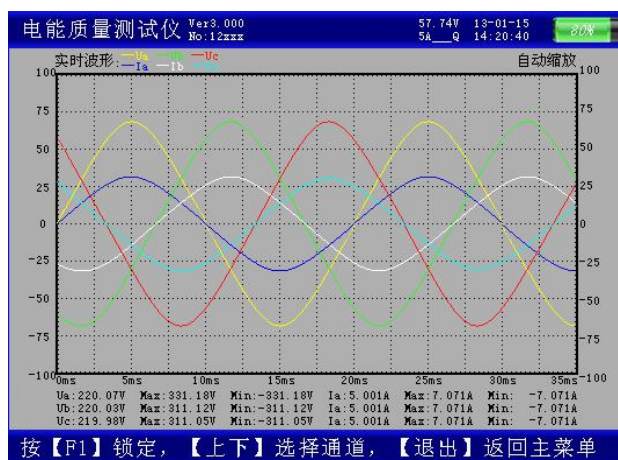 电能质量测试仪 Ver3.000 57.74V 13-01-15
No:12xxx 5A__Q 14:20:40 80%
实时波形: Ua Ub Uc 自动缩放
Ia Ib Ic
100 100
75 75
50 50
25 25
0 0
-25 -25
-50 -50
-75 -75
-100 -100
0ms 5ms 10ms 15ms 20ms 25ms 30ms 35ms
Ua:220.07V Max:331.18V Min:-331.18V Ia:5.001A Max:7.071A Min: -7.071A
Ub:220.03V Max:311.12V Min:-311.12V Ia:5.001A Max:7.071A Min: -7.071A
Uc:219.98V Max:311.05V Min:-311.05V Ia:5.001A Max:7.071A Min: -7.071A
按【F1】锁定，【上下】选择通道，【退出】返回主菜单